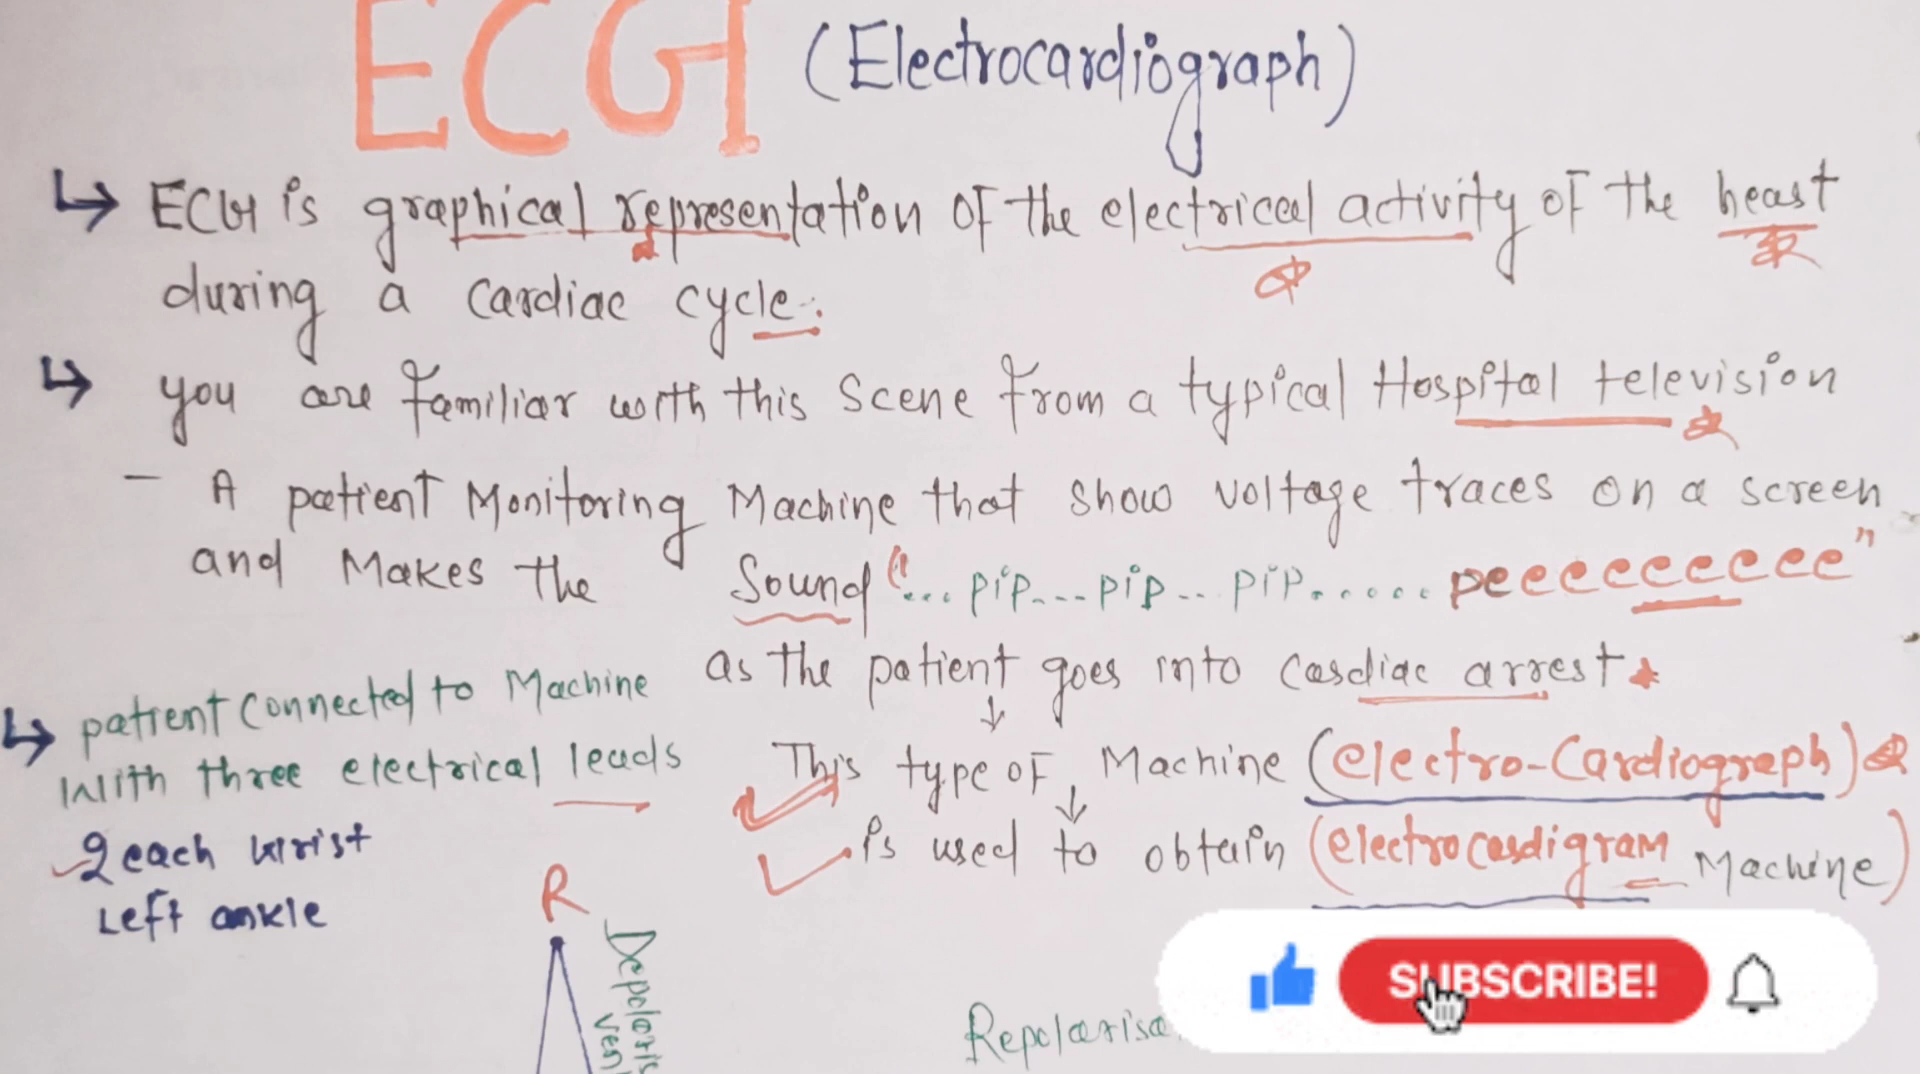 ECG (Electrocardiograph)
↳ ECG is graphical representation of the electrical activity of the heart
during a cardiac cycle.
↳ you are familiar with this scene from a typical Hospital television
- A patient Monitoring Machine that show voltage traces on a screen
and Makes the Sound "... pip... pip... pip...... peeeeeeeee"
as the patient goes into cardiac arrest
↳ patient connected to Machine
with three electrical leads
2 each wrist
Left ankle
↓
This type of Machine (electro-Cardiograph)
↓
is used to obtain (electrocardigram Machine)
R
Depolaris
ven
Repolarisa
SUBSCRIBE!